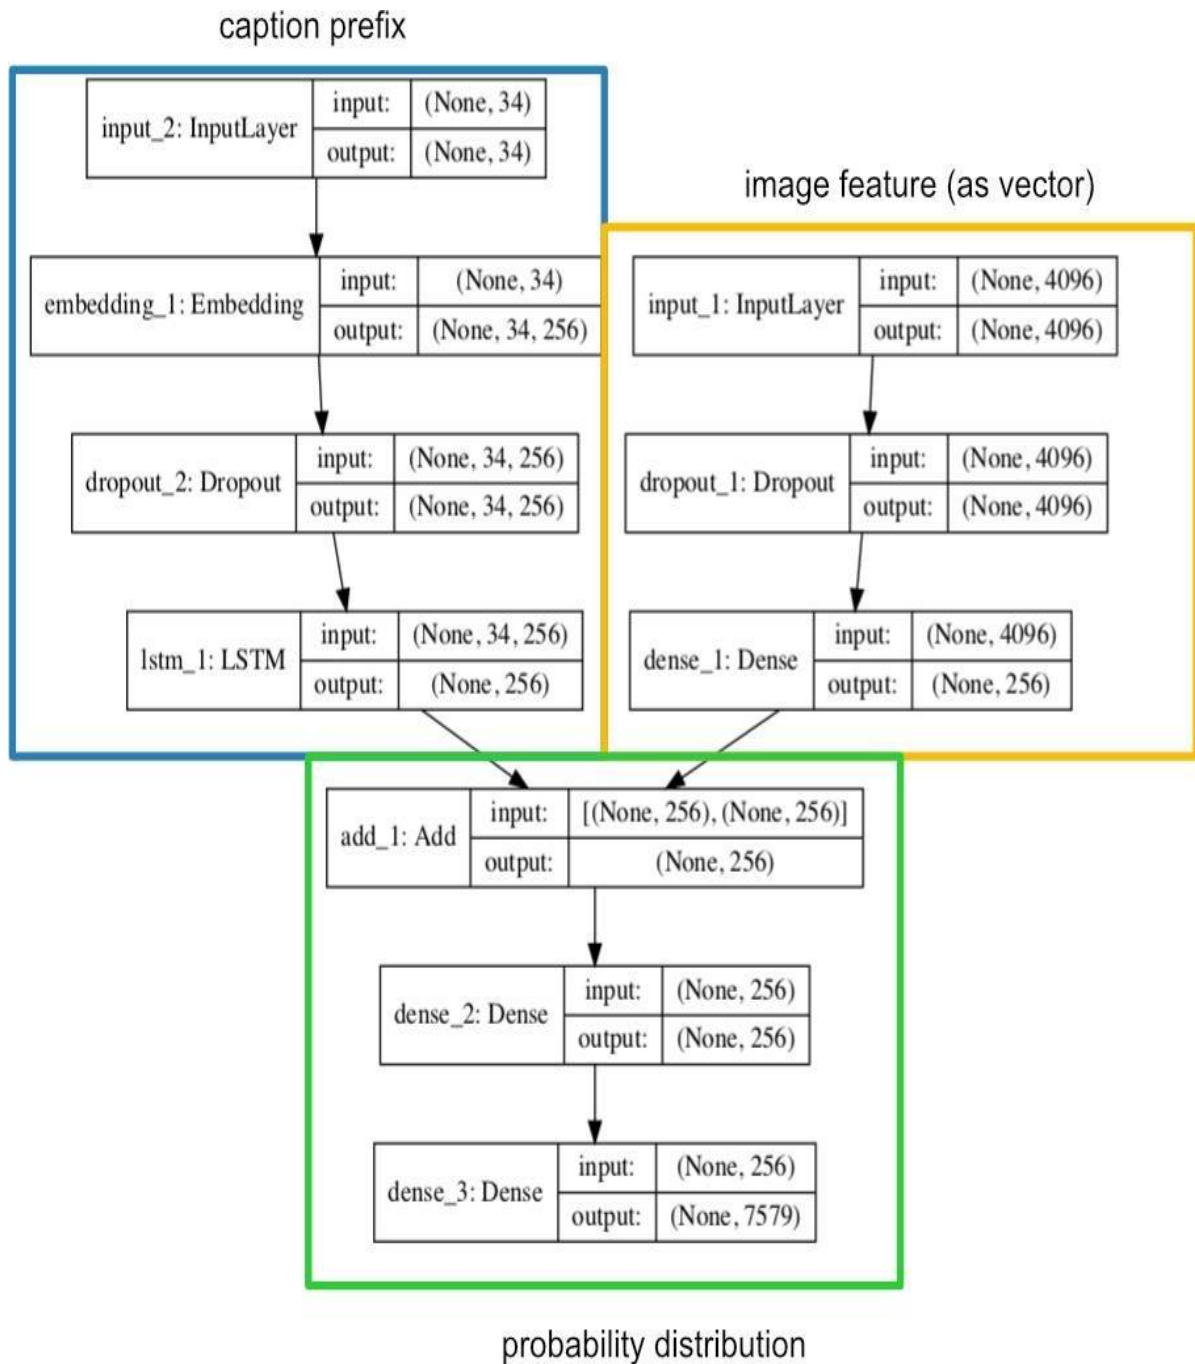 caption prefix
input_2: InputLayer
input: (None, 34)
output: (None, 34)
embedding_1: Embedding
input: (None, 34)
output: (None, 34, 256)
dropout_2: Dropout
input: (None, 34, 256)
output: (None, 34, 256)
lstm_1: LSTM
input: (None, 34, 256)
output: (None, 256)
image feature (as vector)
input_1: InputLayer
input: (None, 4096)
output: (None, 4096)
dropout_1: Dropout
input: (None, 4096)
output: (None, 4096)
dense_1: Dense
input: (None, 4096)
output: (None, 256)
add_1: Add
input: [(None, 256), (None, 256)]
output: (None, 256)
dense_2: Dense
input: (None, 256)
output: (None, 256)
dense_3: Dense
input: (None, 256)
output: (None, 7579)
probability distribution